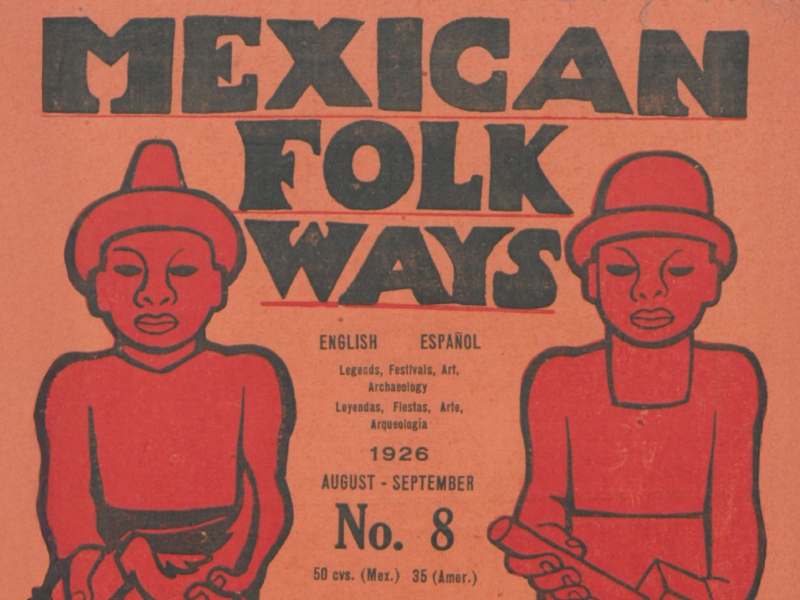 MEXICAN
FOLK
WAYS
ENGLISH ESPAÑOL
Legends, Festivals, Art,
Archaeology
Leyendas, Fiestas, Arte,
Arqueología
1926
AUGUST - SEPTEMBER
No. 8
50 cvs. (Mex.) 35 (Amer.)